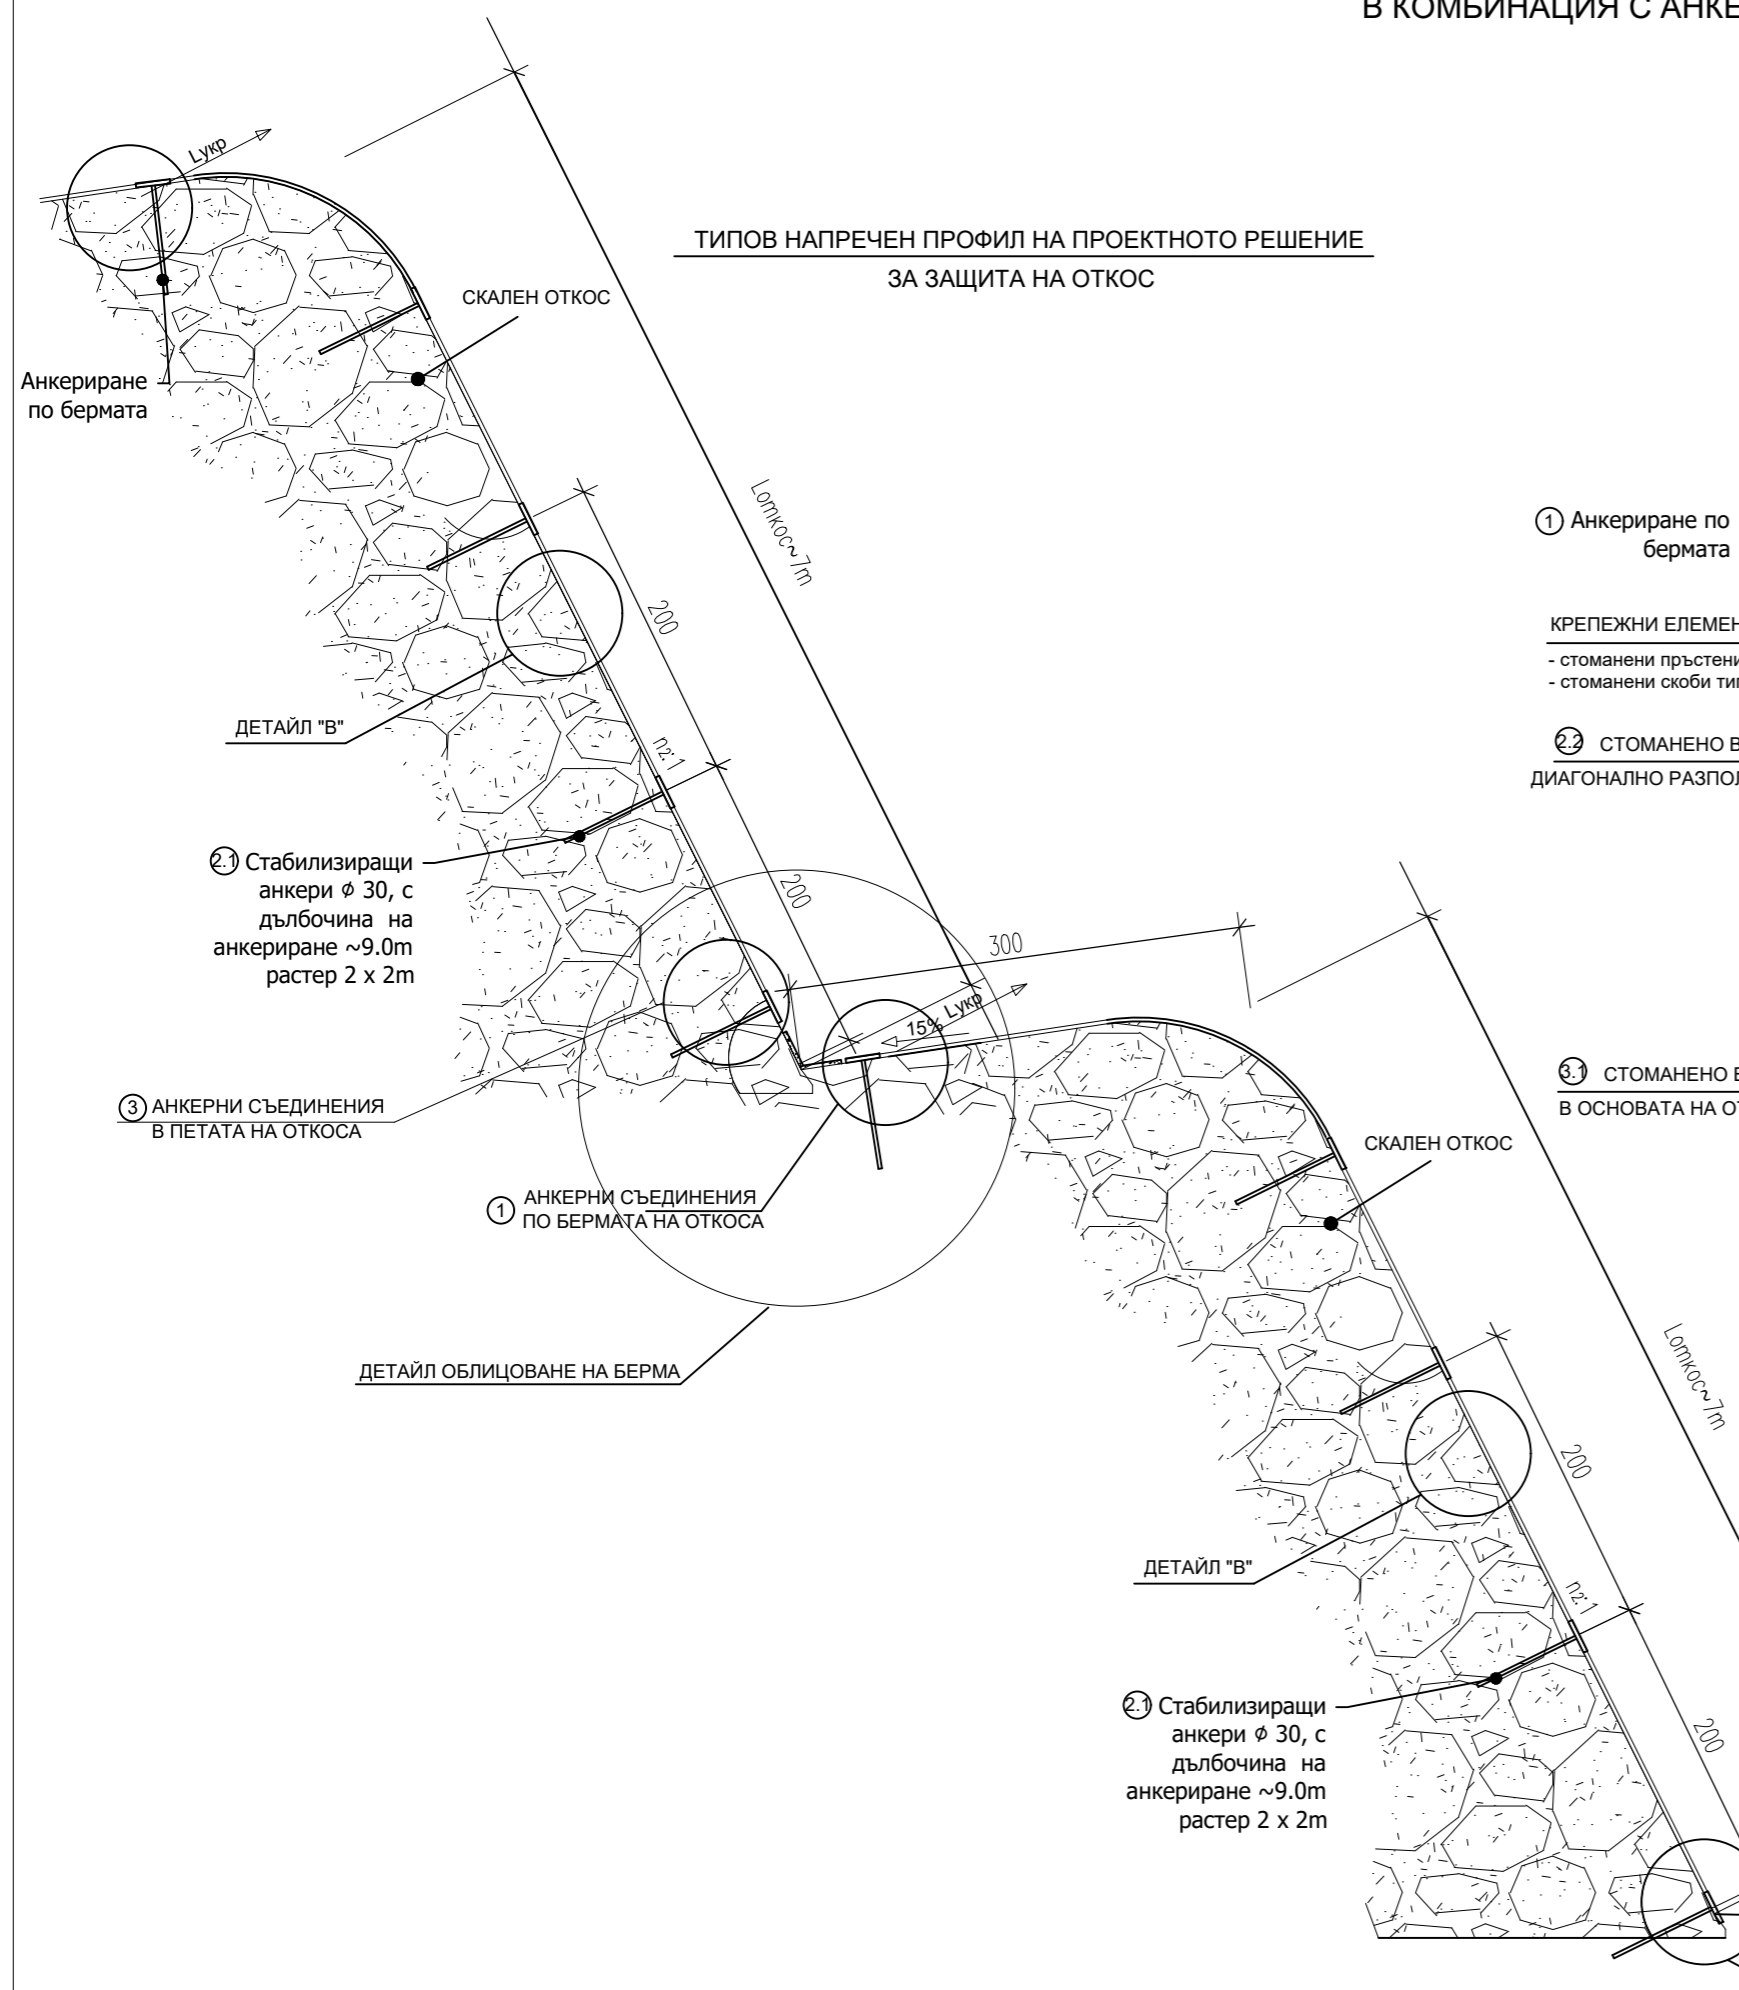 В КОМБИНАЦИЯ С АНКЕ
Lукр
ТИПОВ НАПРЕЧЕН ПРОФИЛ НА ПРОЕКТНОТО РЕШЕНИЕ
ЗА ЗАЩИТА НА ОТКОС
СКАЛЕН ОТКОС
Анкериране
по бермата
Lоткос~7m
200
ДЕТАЙЛ "В"
n2:1
2.1 Стабилизиращи
анкери ϕ 30, с
дълбочина на
анкериране ~9.0m
растер 2 x 2m
200
300
15% Lукр
3 АНКЕРНИ СЪЕДИНЕНИЯ
В ПЕТАТА НА ОТКОСА
1 АНКЕРНИ СЪЕДИНЕНИЯ
ПО БЕРМАТА НА ОТКОСА
ДЕТАЙЛ ОБЛИЦОВАНЕ НА БЕРМА
1 Анкериране по
бермата
КРЕПЕЖНИ ЕЛЕМЕН
- стоманени пръстени
- стоманени скоби тип
2.2 СТОМАНЕНО В
ДИАГОНАЛНО РАЗПОЛ
3.1 СТОМАНЕНО В
В ОСНОВАТА НА ОТ
СКАЛЕН ОТКОС
Lоткос~7m
200
ДЕТАЙЛ "В"
n2:1
2.1 Стабилизиращи
анкери ϕ 30, с
дълбочина на
анкериране ~9.0m
растер 2 x 2m
200